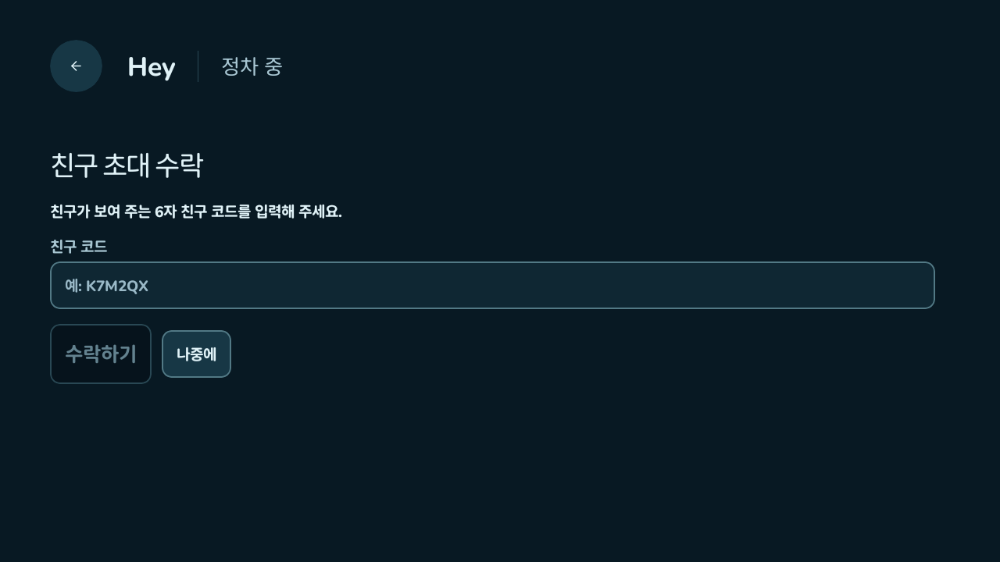 Hey
정차 중
친구 초대 수락
친구가 보여 주는 6자 친구 코드를 입력해 주세요.
친구 코드
예: K7M2QX
수락하기
나중에